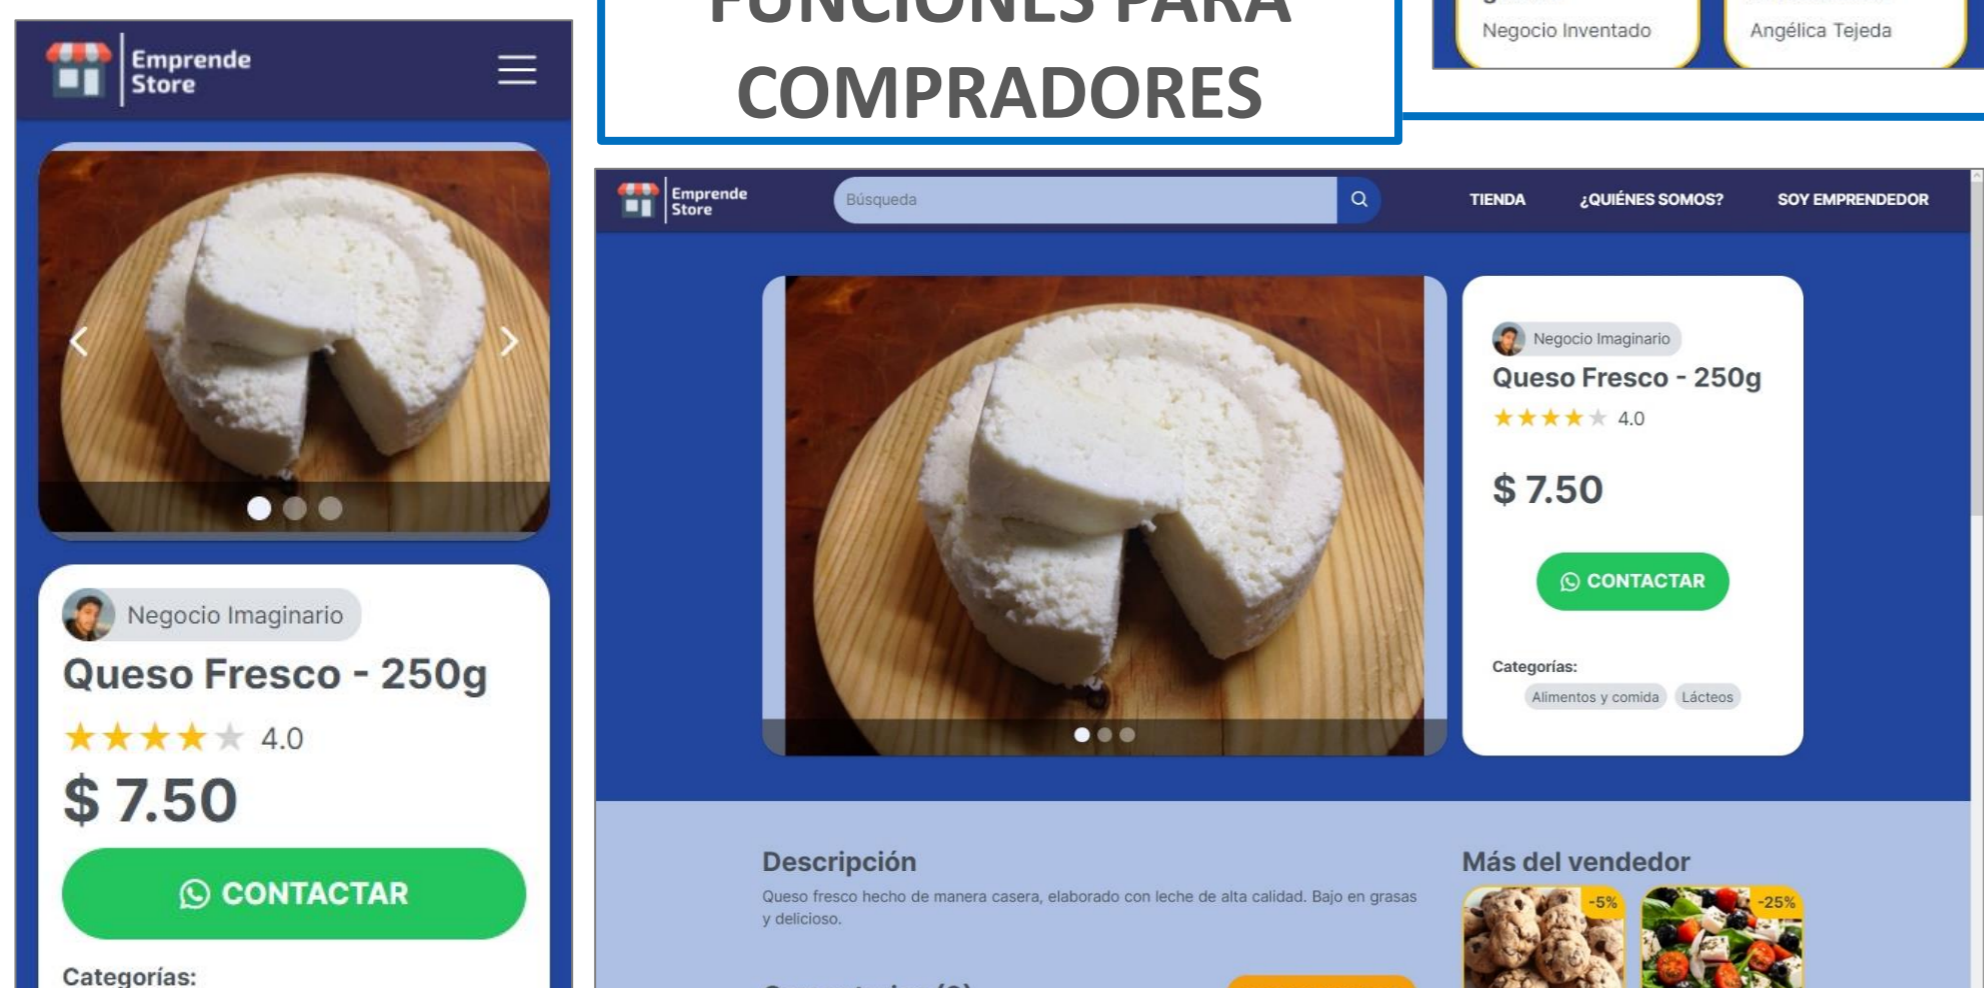 Emprende
Store
Negocio Imaginario
Queso Fresco - 250g
4.0
$ 7.50
CONTACTAR
Categorías:
FUNCIONES PARA
COMPRADORES
Negocio Inventado
Angélica Tejeda
Emprende
Store
Búsqueda
TIENDA
¿QUIÉNES SOMOS?
SOY EMPRENDEDOR
Negocio Imaginario
Queso Fresco - 250g
4.0
$ 7.50
CONTACTAR
Categorías:
Alimentos y comida
Lácteos
Descripción
Queso fresco hecho de manera casera, elaborado con leche de alta calidad. Bajo en grasas
y delicioso.
Más del vendedor
-5%
-25%